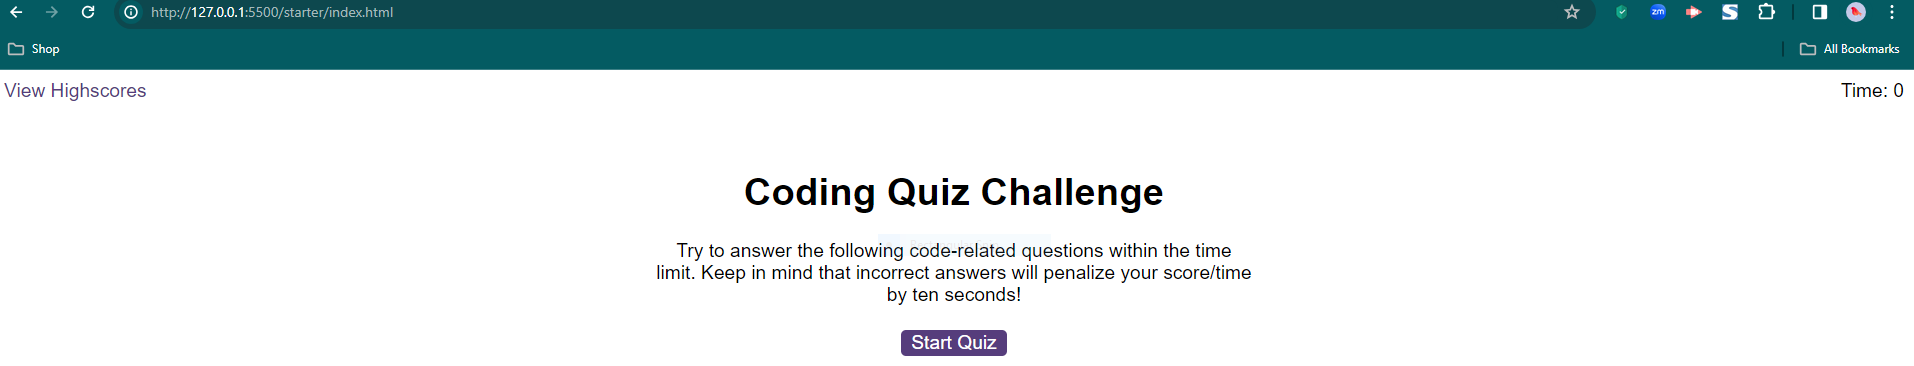 http://127.0.0.1:5500/starter/index.html
zm
S
Shop
All Bookmarks
View Highscores
Time: 0
Coding Quiz Challenge
Try to answer the following code-related questions within the time
limit. Keep in mind that incorrect answers will penalize your score/time
by ten seconds!
Start Quiz